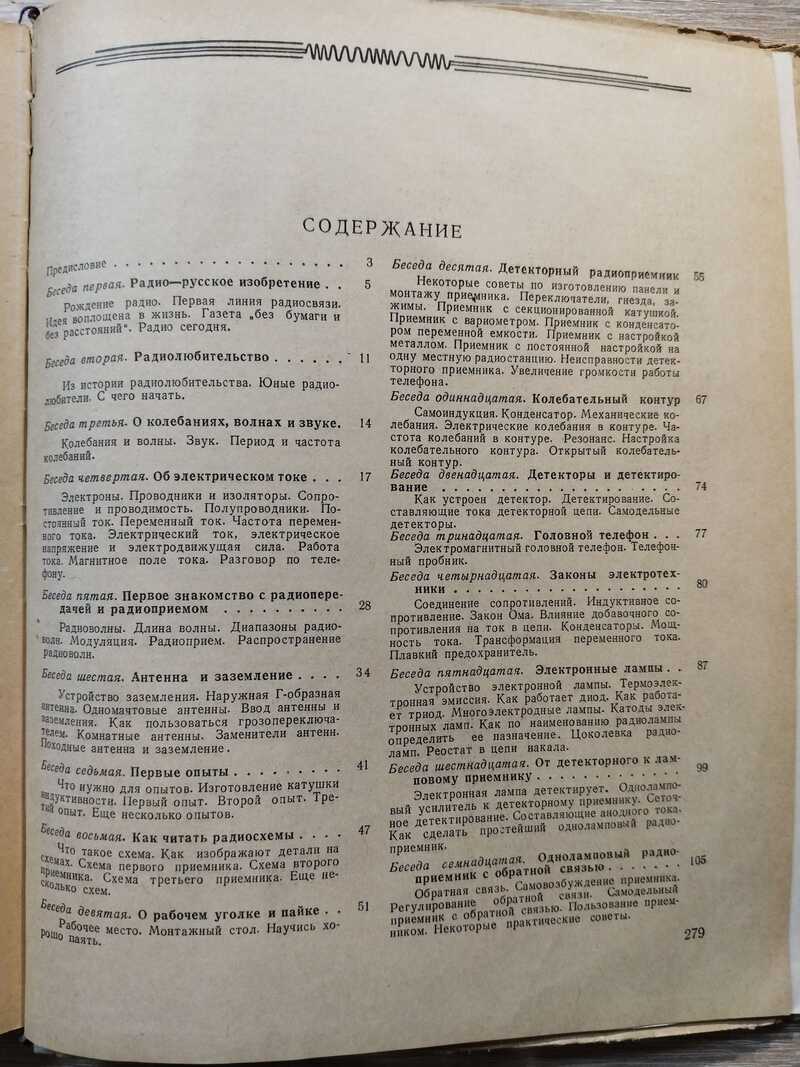 СОДЕРЖАНИЕ
Предисловие . . . . . . . . . . . . . . . . . . 3
Беседа первая. Радио—русское изобретение . . 5
Рождение радио. Первая линия радиосвязи.
Идея воплощена в жизнь. Газета „без бумаги и
без расстояний“. Радио сегодня.
Беседа вторая. Радиолюбительство . . . . . . 11
Из истории радиолюбительства. Юные радио-
любители. С чего начать.
Беседа третья. О колебаниях, волнах и звуке. 14
Колебания и волны. Звук. Период и частота
колебаний.
Беседа четвертая. Об электрическом токе . . . 17
Электроны. Проводники и изоляторы. Сопро-
тивление и проводимость. Полупроводники. По-
стоянный ток. Переменный ток. Частота перемен-
ного тока. Электрический ток, электрическое
напряжение и электродвижущая сила. Работа
тока. Магнитное поле тока. Разговор по теле-
фону.
Беседа пятая. Первое знакомство с радиопере-
дачей и радиоприемом . . . . . . . . . . 28
Радиоволны. Длина волны. Диапазоны радио-
волн. Модуляция. Радиоприем. Распространение
радиоволн.
Беседа шестая. Антенна и заземление . . . . 34
Устройство заземления. Наружная Г-образная
антенна. Одномачтовые антенны. Ввод антенны и
заземления. Как пользоваться грозопереключа-
телем. Комнатные антенны. Заменители антенн.
Походные антенна и заземление.
Беседа седьмая. Первые опыты . . . . . . . . . 41
Что нужно для опытов. Изготовление катушки
индуктивности. Первый опыт. Второй опыт. Тре-
тий опыт. Еще несколько опытов.
Беседа восьмая. Как читать радиосхемы . . . . 47
Что такое схема. Как изображают детали на
схемах. Схема первого приемника. Схема второго
приемника. Схема третьего приемника. Еще не-
сколько схем.
Беседа девятая. О рабочем уголке и пайке . . 51
Рабочее место. Монтажный стол. Научись хо-
рошо паять.
Беседа десятая. Детекторный радиоприемник 55
Некоторые советы по изготовлению панели и
монтажу приемника. Переключатели, гнезда, за-
жимы. Приемник с секционированной катушкой.
Приемник с вариометром. Приемник с конденсато-
ром переменной емкости. Приемник с настройкой
металлом. Приемник с постоянной настройкой на
одну местную радиостанцию. Неисправности детек-
торного приемника. Увеличение громкости работы
телефона.
Беседа одиннадцатая. Колебательный контур 67
Самоиндукция. Конденсатор. Механические ко-
лебания. Электрические колебания в контуре. Ча-
стота колебаний в контуре. Резонанс. Настройка
колебательного контура. Открытый колебатель-
ный контур.
Беседа двенадцатая. Детекторы и детектиро-
вание . . . . . . . . . . . . . . . . . . . 74
Как устроен детектор. Детектирование. Со-
ставляющие тока детекторной цепи. Самодельные
детекторы.
Беседа тринадцатая. Головной телефон . . . 77
Электромагнитный головной телефон. Телефон-
ный пробник.
Беседа четырнадцатая. Законы электротех-
ники . . . . . . . . . . . . . . . . . . . 80
Соединение сопротивлений. Индуктивное со-
противление. Закон Ома. Влияние добавочного со-
противления на ток в цепи. Конденсаторы. Мощ-
ность тока. Трансформация переменного тока.
Плавкий предохранитель.
Беседа пятнадцатая. Электронные лампы . . 87
Устройство электронной лампы. Термоэлек-
тронная эмиссия. Как работает диод. Как работа-
ет триод. Многоэлектродные лампы. Катоды элек-
тронных ламп. Как по наименованию радиолампы
определить ее назначение. Цоколевка радио-
ламп. Реостат в цепи накала.
Беседа шестнадцатая. От детекторного к лам-
повому приемнику . . . . . . . . . . . . . 99
Электронная лампа детектирует. Однолампо-
вый усилитель к детекторному приемнику. Сеточ-
ное детектирование. Составляющие анодного тока.
Как сделать простейший одноламповый радио-
приемник.
Беседа семнадцатая. Одноламповый радио-
приемник с обратной связью . . . . . . . 105
Обратная связь. Самовозбуждение приемника.
Регулирование обратной связи. Самодельный
приемник с обратной связью. Пользование прием-
ником. Некоторые практические советы.
279